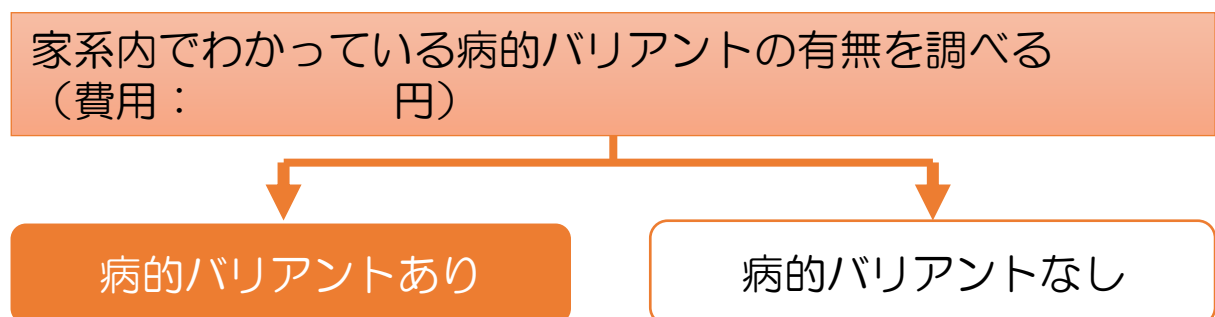 家系内でわかっている病的バリアントの有無を調べる
（費用：　　　　　　円）
病的バリアントあり
病的バリアントなし